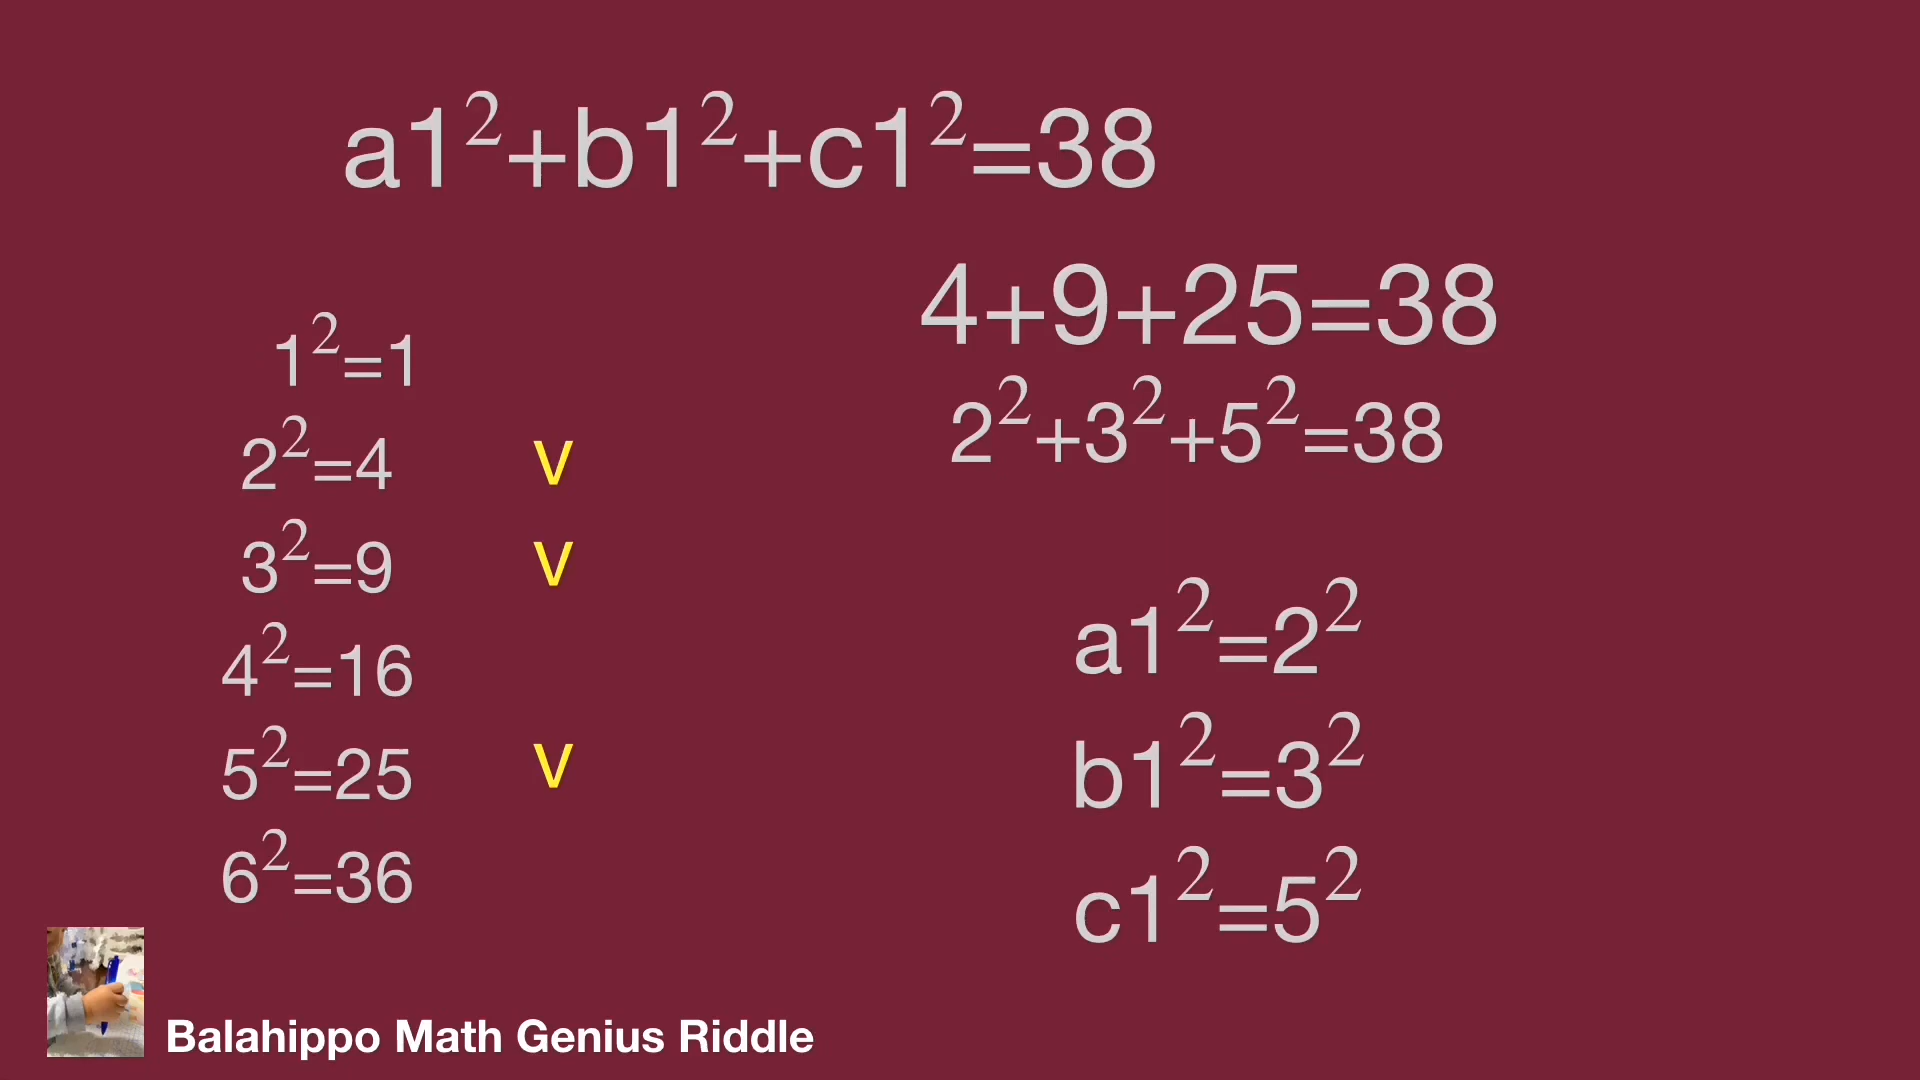 a1²+b1²+c1²=38
1²=1
2²=4 v
3²=9 v
4²=16
5²=25 v
6²=36
4+9+25=38
2²+3²+5²=38
a1²=2²
b1²=3²
c1²=5²
Balahippo Math Genius Riddle